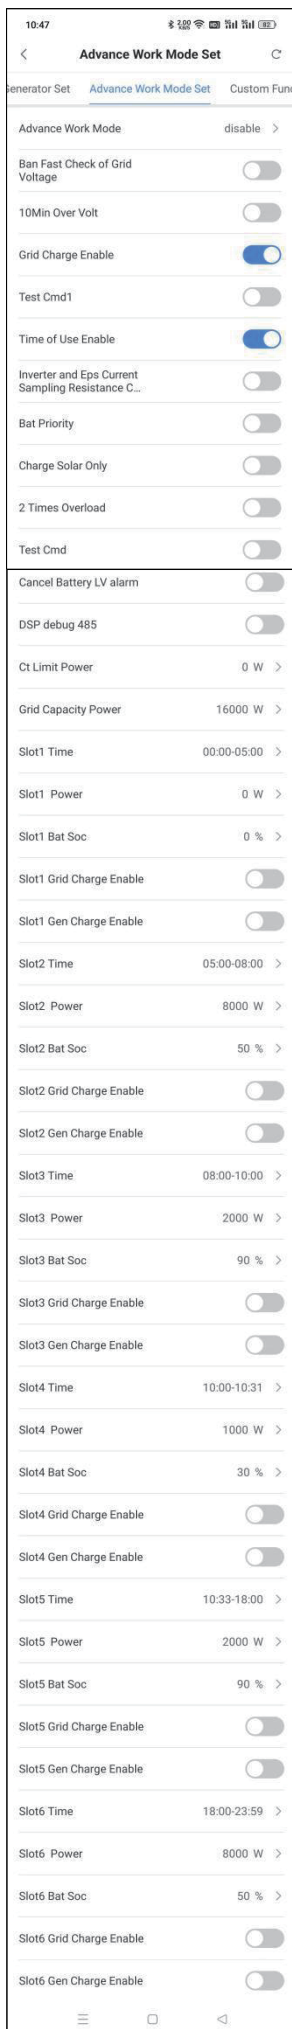 10:47
Advance Work Mode Set
Generator Set Advance Work Mode Set Custom Func
Advance Work Mode disable >
Ban Fast Check of Grid
Voltage
10Min Over Volt
Grid Charge Enable
Test Cmd1
Time of Use Enable
Inverter and Eps Current
Sampling Resistance C...
Bat Priority
Charge Solar Only
2 Times Overload
Test Cmd
Cancel Battery LV alarm
DSP debug 485
Ct Limit Power 0 W >
Grid Capacity Power 16000 W >
Slot1 Time 00:00-05:00 >
Slot1 Power 0 W >
Slot1 Bat Soc 0 % >
Slot1 Grid Charge Enable
Slot1 Gen Charge Enable
Slot2 Time 05:00-08:00 >
Slot2 Power 8000 W >
Slot2 Bat Soc 50 % >
Slot2 Grid Charge Enable
Slot2 Gen Charge Enable
Slot3 Time 08:00-10:00 >
Slot3 Power 2000 W >
Slot3 Bat Soc 90 % >
Slot3 Grid Charge Enable
Slot3 Gen Charge Enable
Slot4 Time 10:00-10:31 >
Slot4 Power 1000 W >
Slot4 Bat Soc 30 % >
Slot4 Grid Charge Enable
Slot4 Gen Charge Enable
Slot5 Time 10:33-18:00 >
Slot5 Power 2000 W >
Slot5 Bat Soc 90 % >
Slot5 Grid Charge Enable
Slot5 Gen Charge Enable
Slot6 Time 18:00-23:59 >
Slot6 Power 8000 W >
Slot6 Bat Soc 50 % >
Slot6 Grid Charge Enable
Slot6 Gen Charge Enable